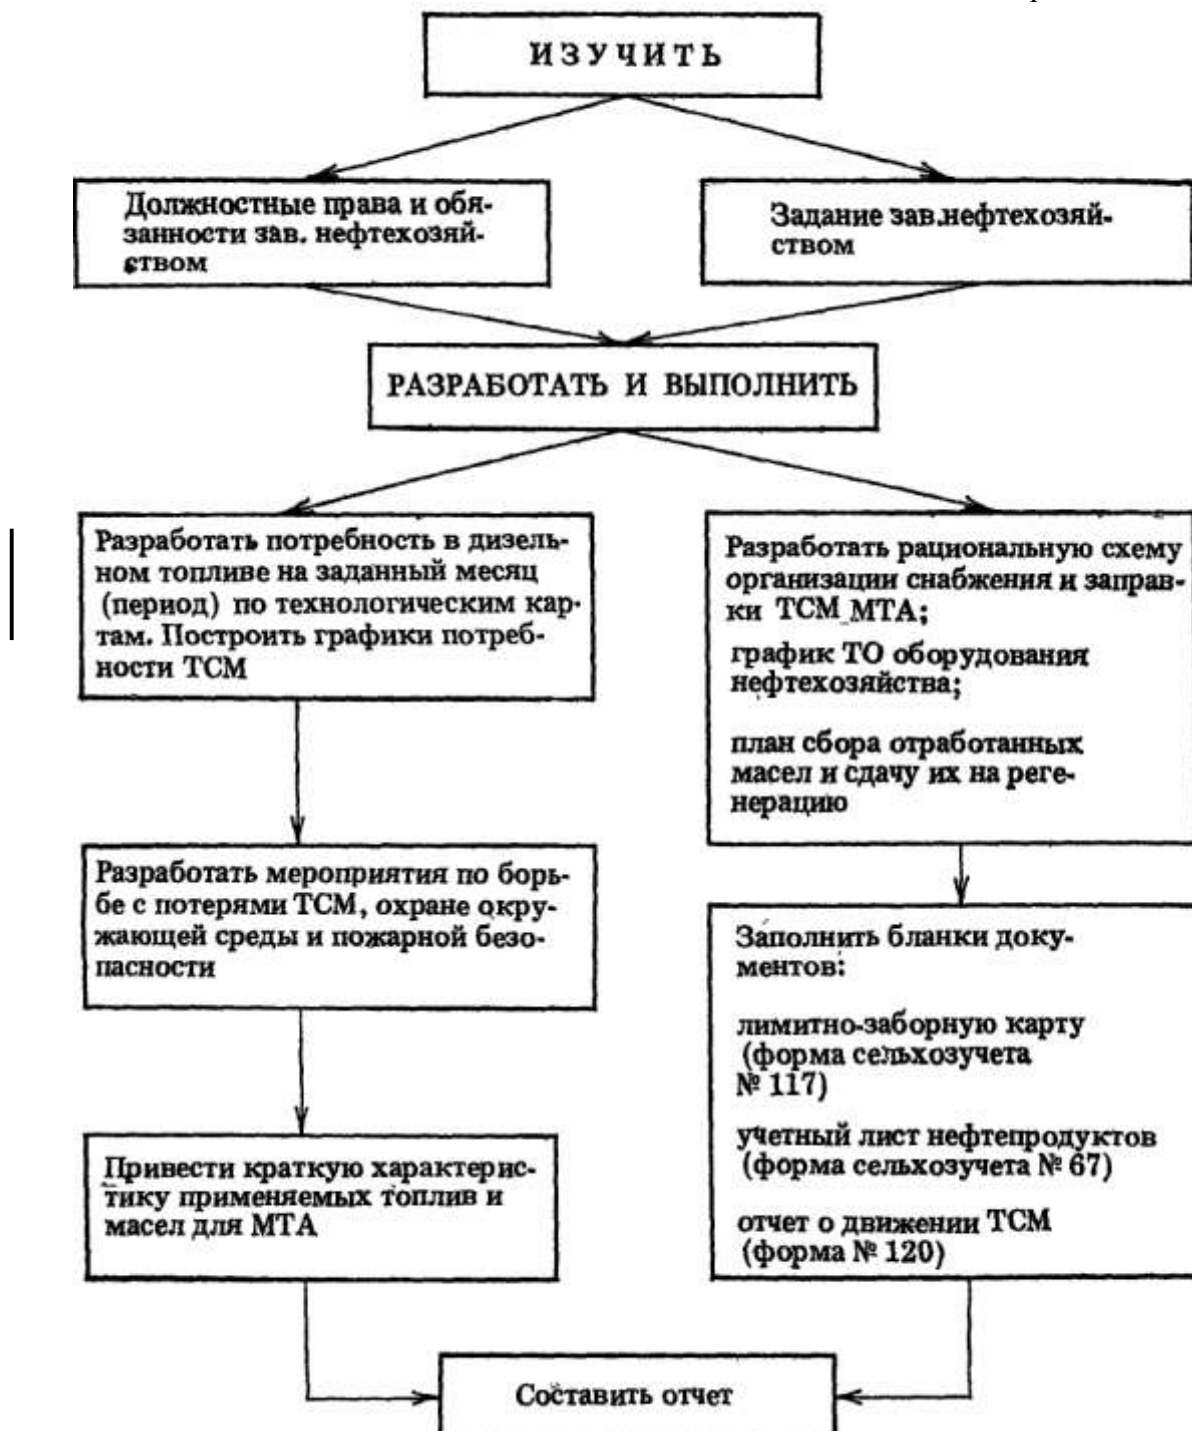 ИЗУЧИТЬ
Должностные права и обя-
занности зав. нефтехозяй-
ством
Задание зав.нефтехозяй-
ством
РАЗРАБОТАТЬ И ВЫПОЛНИТЬ
Разработать потребность в дизель-
ном топливе на заданный месяц
(период) по технологическим кар-
там. Построить графики потреб-
ности ТСМ
Разработать рациональную схему
организации снабжения и заправ-
ки ТСМ МТА;
график ТО оборудования
нефтехозяйства;
план сбора отработанных
масел и сдачу их на реге-
нерацию
Разработать мероприятия по борь-
бе с потерями ТСМ, охране окру-
жающей среды и пожарной безо-
пасности
Заполнить бланки доку-
ментов:
лимитно-заборную карту
(форма сельхозучета
№ 117)
учетный лист нефтепродуктов
(форма сельхозучета № 67)
отчет о движении ТСМ
(форма № 120)
Привести краткую характерис-
тику применяемых топлив и
масел для МТА
Составить отчет